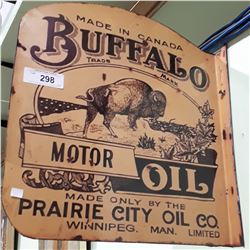 MADE IN CANADA
BUFFALO
TRADE MARK
298
MOTOR
OIL
MADE ONLY BY THE
PRAIRIE CITY OIL CO.
WINNIPEG. MAN. LIMITED